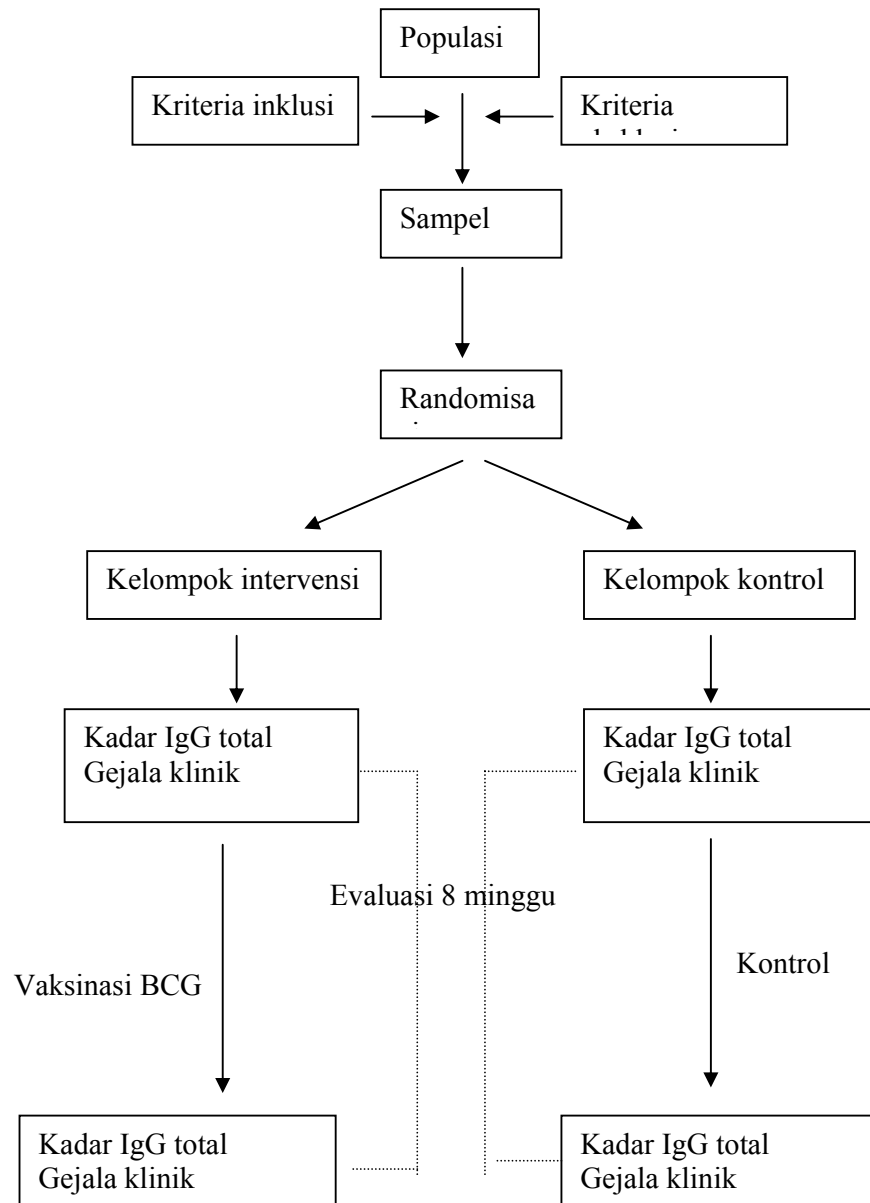 Populasi
Kriteria inklusi
Kriteria
Sampel
Randomisa
Kelompok intervensi
Kelompok kontrol
Kadar IgG total
Gejala klinik
Kadar IgG total
Gejala klinik
Evaluasi 8 minggu
Vaksinasi BCG
Kontrol
Kadar IgG total
Gejala klinik
Kadar IgG total
Gejala klinik